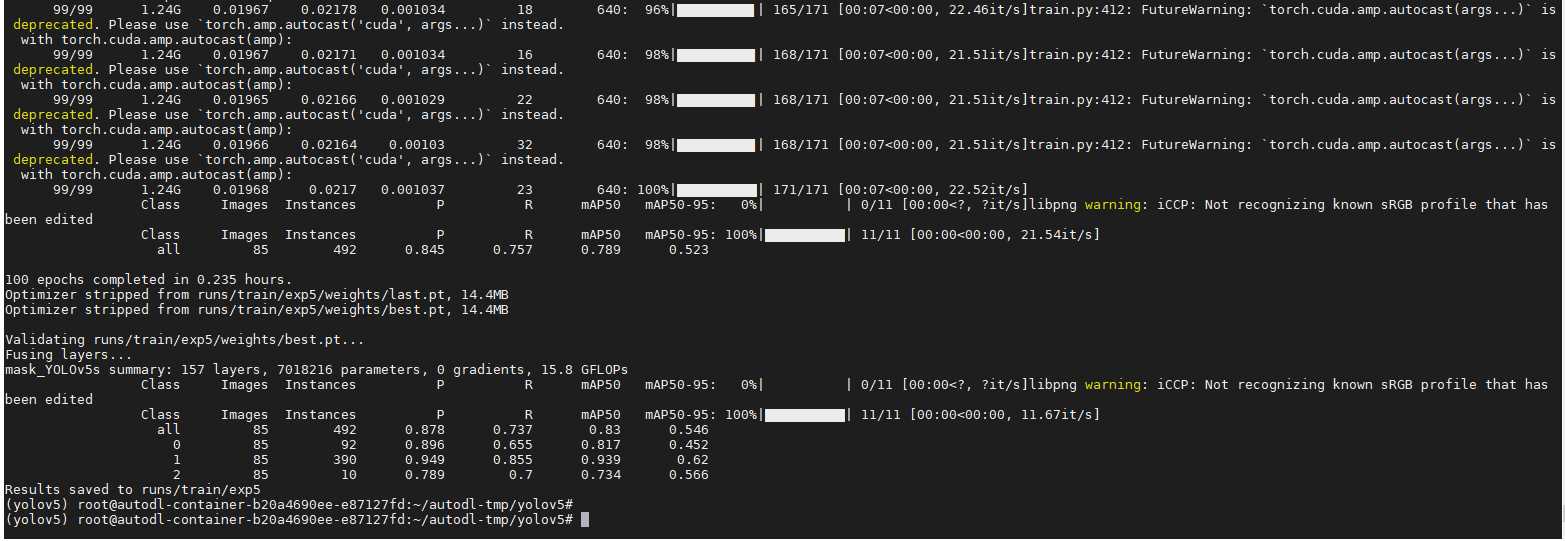 99/99 1.24G 0.01967 0.02178 0.001034 18 640: 96%| | 165/171 [00:07<00:00, 22.46it/s]train.py:412: FutureWarning: `torch.cuda.amp.autocast(args...)` is
deprecated. Please use `torch.amp.autocast('cuda', args...)` instead.
with torch.cuda.amp.autocast(amp):
99/99 1.24G 0.01967 0.02171 0.001034 16 640: 98%| | 168/171 [00:07<00:00, 21.51it/s]train.py:412: FutureWarning: `torch.cuda.amp.autocast(args...)` is
deprecated. Please use `torch.amp.autocast('cuda', args...)` instead.
with torch.cuda.amp.autocast(amp):
99/99 1.24G 0.01965 0.02166 0.001029 22 640: 98%| | 168/171 [00:07<00:00, 21.51it/s]train.py:412: FutureWarning: `torch.cuda.amp.autocast(args...)` is
deprecated. Please use `torch.amp.autocast('cuda', args...)` instead.
with torch.cuda.amp.autocast(amp):
99/99 1.24G 0.01966 0.02164 0.00103 32 640: 98%| | 168/171 [00:07<00:00, 21.51it/s]train.py:412: FutureWarning: `torch.cuda.amp.autocast(args...)` is
deprecated. Please use `torch.amp.autocast('cuda', args...)` instead.
with torch.cuda.amp.autocast(amp):
99/99 1.24G 0.01968 0.0217 0.001037 23 640: 100%| | 171/171 [00:07<00:00, 22.52it/s]
Class Images Instances P R mAP50 mAP50-95: 0%| | 0/11 [00:00<?, ?it/s]libpng warning: iCCP: Not recognizing known sRGB profile that has
been edited
Class Images Instances P R mAP50 mAP50-95: 100%| | 11/11 [00:00<00:00, 21.54it/s]
all 85 492 0.845 0.757 0.789 0.523
100 epochs completed in 0.235 hours.
Optimizer stripped from runs/train/exp5/weights/last.pt, 14.4MB
Optimizer stripped from runs/train/exp5/weights/best.pt, 14.4MB
Validating runs/train/exp5/weights/best.pt...
Fusing layers...
mask_YOLOv5s summary: 157 layers, 7018216 parameters, 0 gradients, 15.8 GFLOPs
Class Images Instances P R mAP50 mAP50-95: 0%| | 0/11 [00:00<?, ?it/s]libpng warning: iCCP: Not recognizing known sRGB profile that has
been edited
Class Images Instances P R mAP50 mAP50-95: 100%| | 11/11 [00:00<00:00, 11.67it/s]
all 85 492 0.878 0.737 0.83 0.546
0 85 92 0.896 0.655 0.817 0.452
1 85 390 0.949 0.855 0.939 0.62
2 85 10 0.789 0.7 0.734 0.566
Results saved to runs/train/exp5
(yolov5) root@autodl-container-b20a4690ee-e87127fd:~/autodl-tmp/yolov5#
(yolov5) root@autodl-container-b20a4690ee-e87127fd:~/autodl-tmp/yolov5#